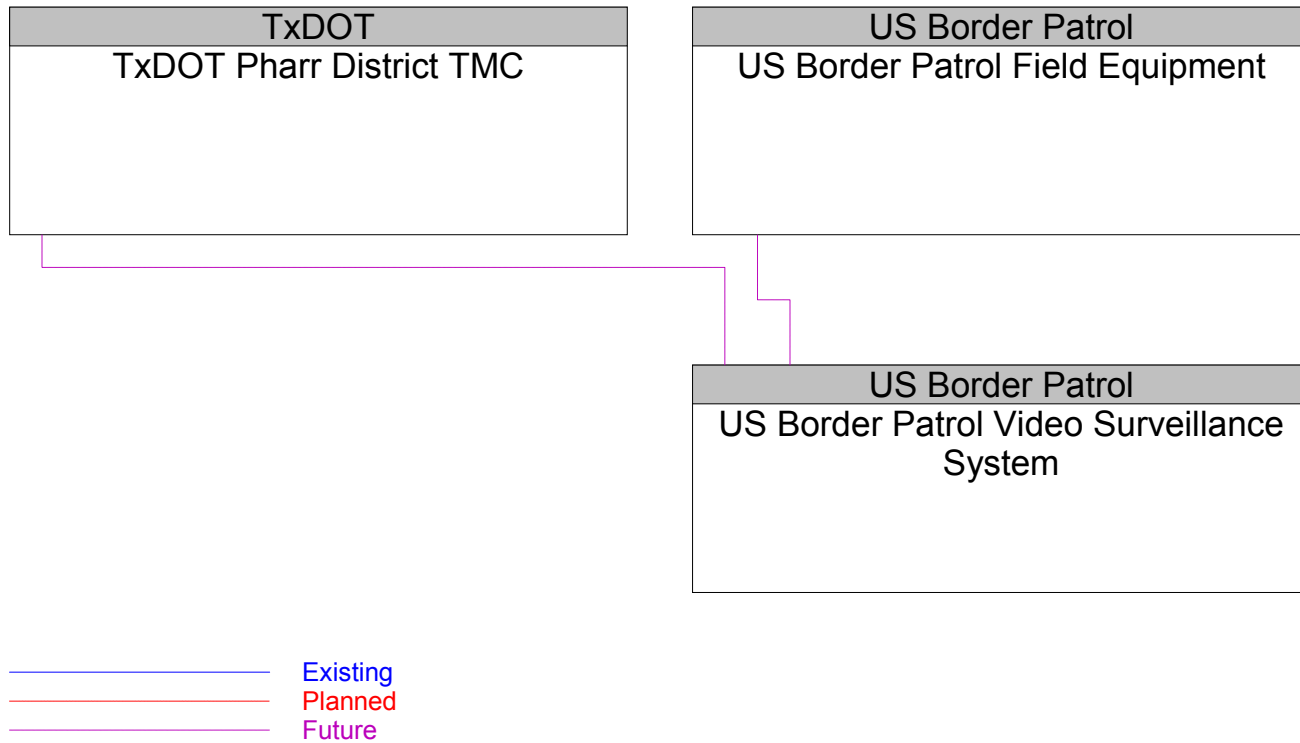 TxDOT
TxDOT Pharr District TMC
US Border Patrol
US Border Patrol Field Equipment
US Border Patrol
US Border Patrol Video Surveillance
System
Existing
Planned
Future